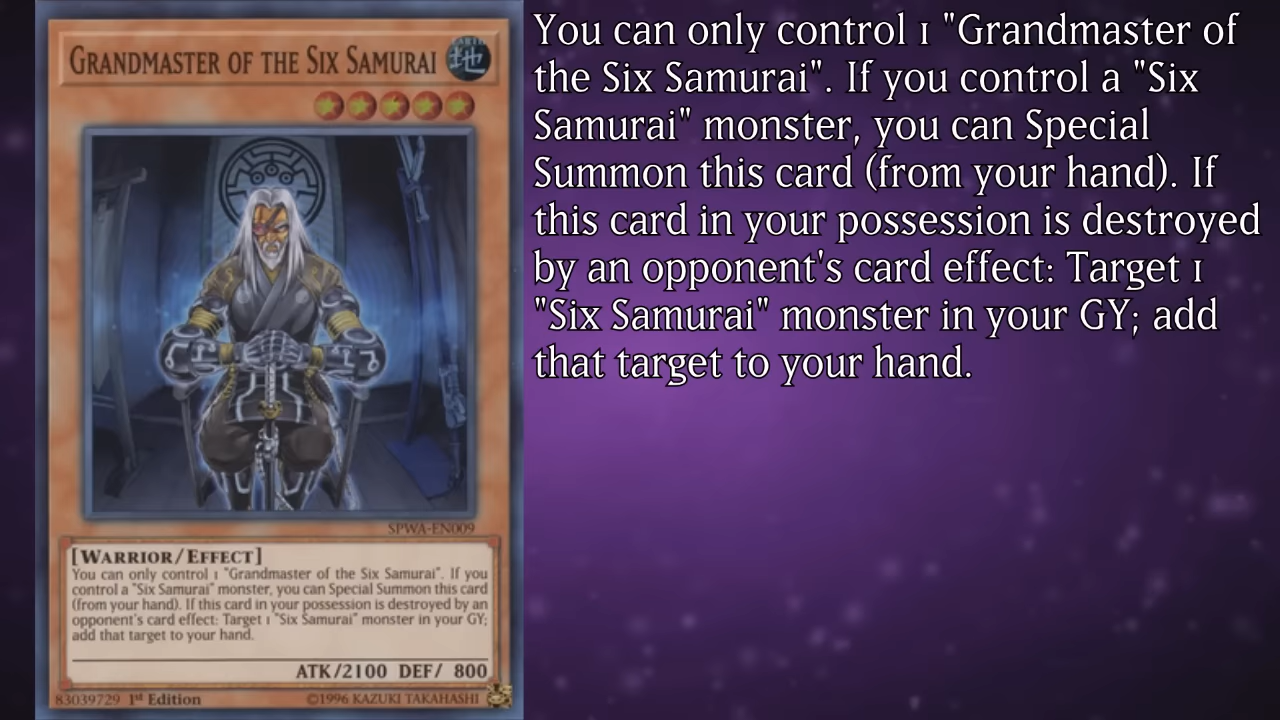 GRANDMASTER OF THE SIX SAMURAI
地
SPWA-EN009
[WARRIOR/EFFECT]
You can only control 1 "Grandmaster of the Six Samurai". If you
control a "Six Samurai" monster, you can Special Summon this card
(from your hand). If this card in your possession is destroyed by an
opponent's card effect: Target 1 "Six Samurai" monster in your GY;
add that target to your hand.
ATK/2100 DEF/ 800
83039729 1st Edition
©1996 KAZUKI TAKAHASHI
You can only control 1 "Grandmaster of
the Six Samurai". If you control a "Six
Samurai" monster, you can Special
Summon this card (from your hand). If
this card in your possession is destroyed
by an opponent's card effect: Target 1
"Six Samurai" monster in your GY; add
that target to your hand.